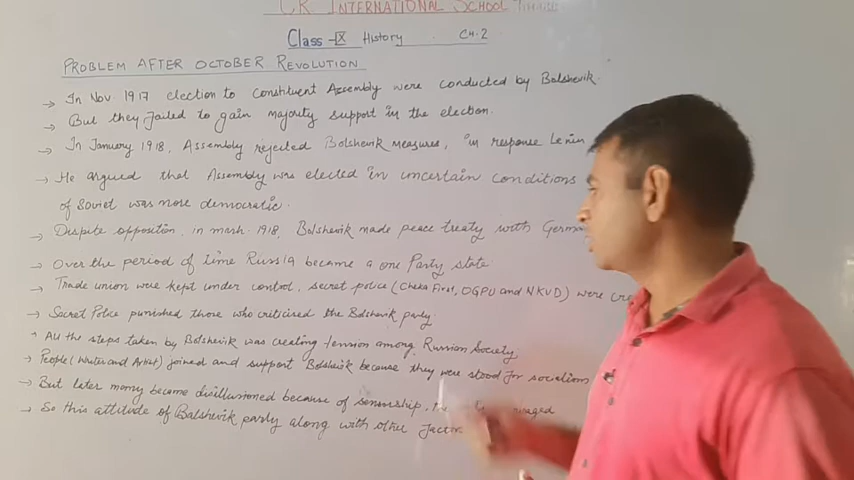 CK INTERNATIONAL SCHOOL
Class - IX History CH.2
PROBLEM AFTER OCTOBER REVOLUTION
→ In Nov. 1917 election to constituent Assembly were conducted by Bolshevik.
→ But they failed to gain majority support in the election.
→ In January 1918, Assembly rejected Bolshevik measures, in response Lenin
→ He argued that Assembly was elected in uncertain conditions
of Soviet was more democratic.
→ Despite opposition, in marsh 1918, Bolshevik made peace treaty with
→ Over the period of time Russia became a one Party state
→ Trade union were kept under control, secret police (Cheka First, OGPU and NKVD) were
→ Secret Police punished those who criticised the Bolshevik party.
All the steps taken by Bolshevik was creating tension among Russian Society
→ People (Writer and Artist) joined and support Bolshevik because they were stood for socialism
→ But later many became disillusioned because of sensorship,
→ So this attitude of Bolshevik party along with other